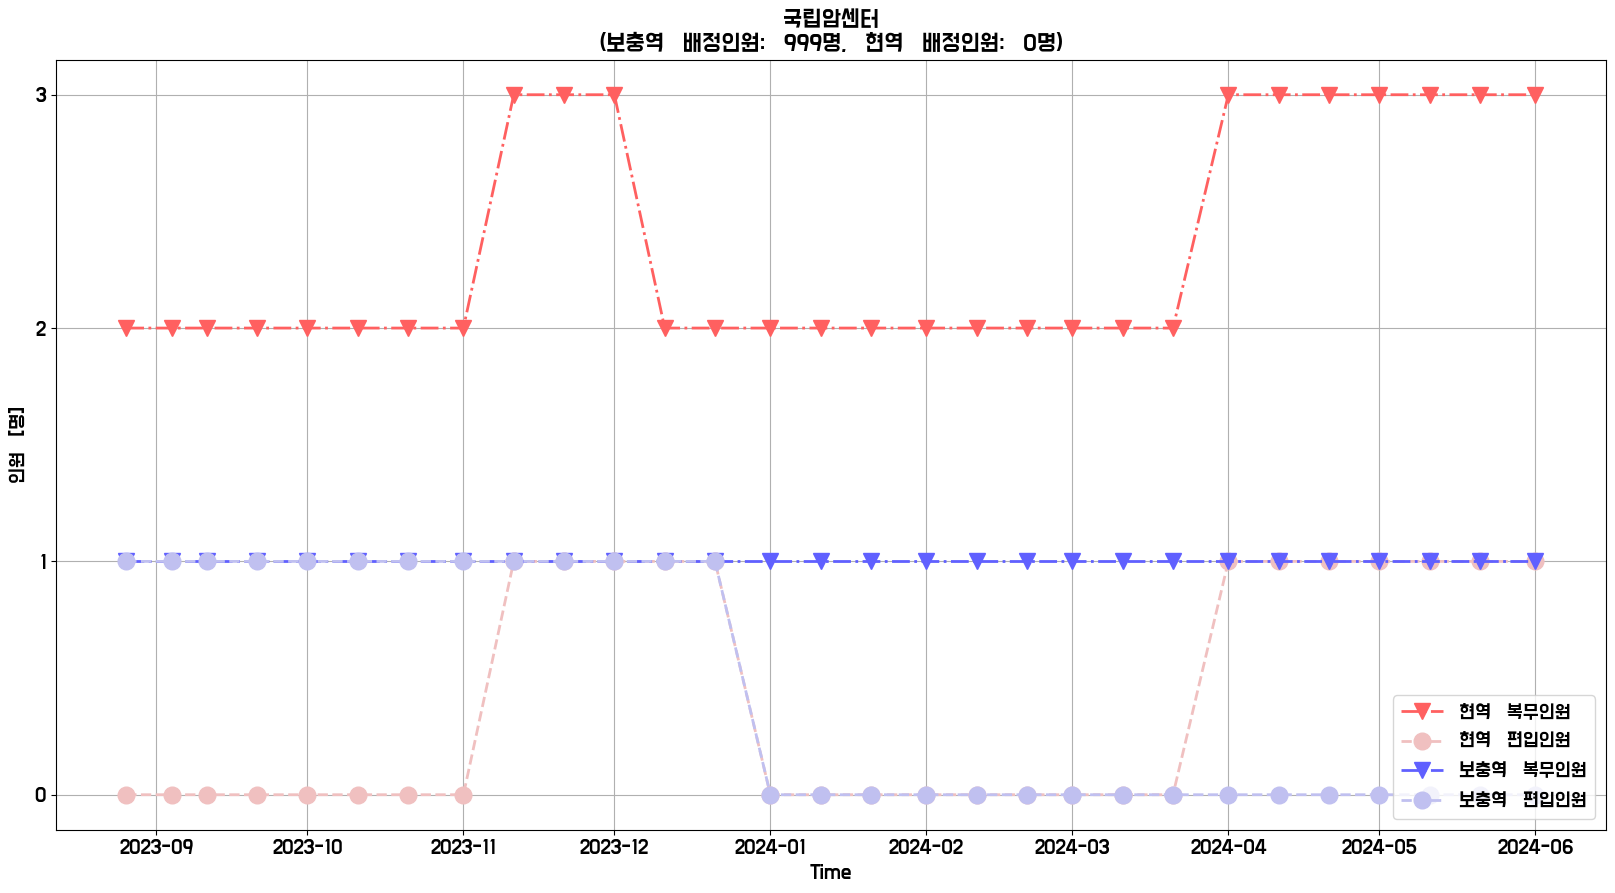 국립암센터
(보충역 배정인원: 999명, 현역 배정인원: 0명)
3
2
1
0
인원 [명]
2023-09 2023-10 2023-11 2023-12 2024-01 2024-02 2024-03 2024-04 2024-05 2024-06
Time
현역 복무인원
현역 편입인원
보충역 복무인원
보충역 편입인원